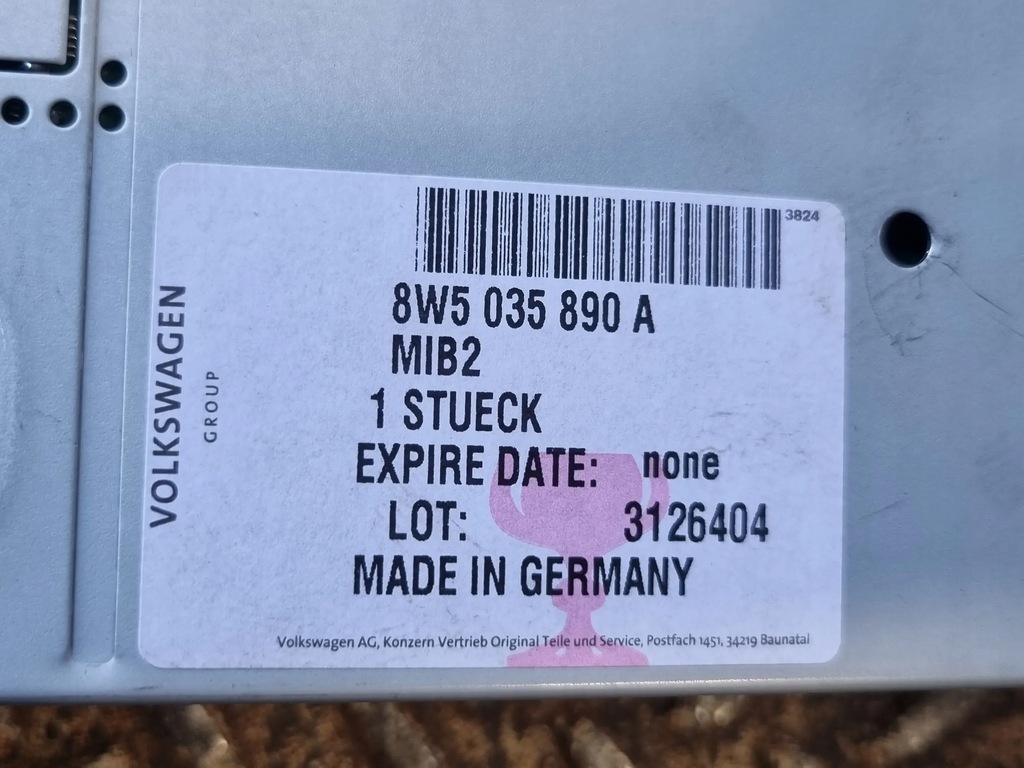 3824
8W5 035 890 A
MIB2
1 STUECK
EXPIRE DATE: none
LOT: 3126404
MADE IN GERMANY
Volkswagen AG, Konzern Vertrieb Original Teile und Service, Postfach 1451, 34219 Baunatal
VOLKSWAGEN
GROUP